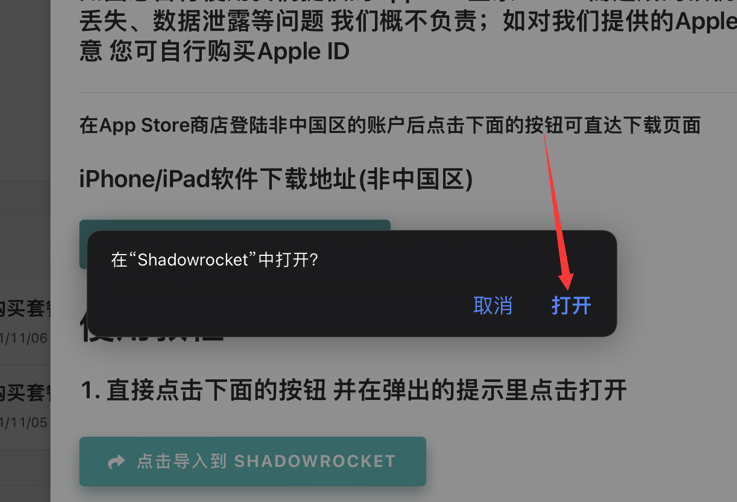 丢失、数据泄露等问题 我们概不负责；如对我们提供的Apple
意 您可自行购买Apple ID
在App Store商店登陆非中国区的账户后点击下面的按钮可直达下载页面
iPhone/iPad软件下载地址(非中国区)
在“Shadowrocket”中打开?
取消 打开
购买套餐
1/11/06
使用教程
购买套餐
1/11/05
1. 直接点击下面的按钮 并在弹出的提示里点击打开
点击导入到 SHADOWROCKET